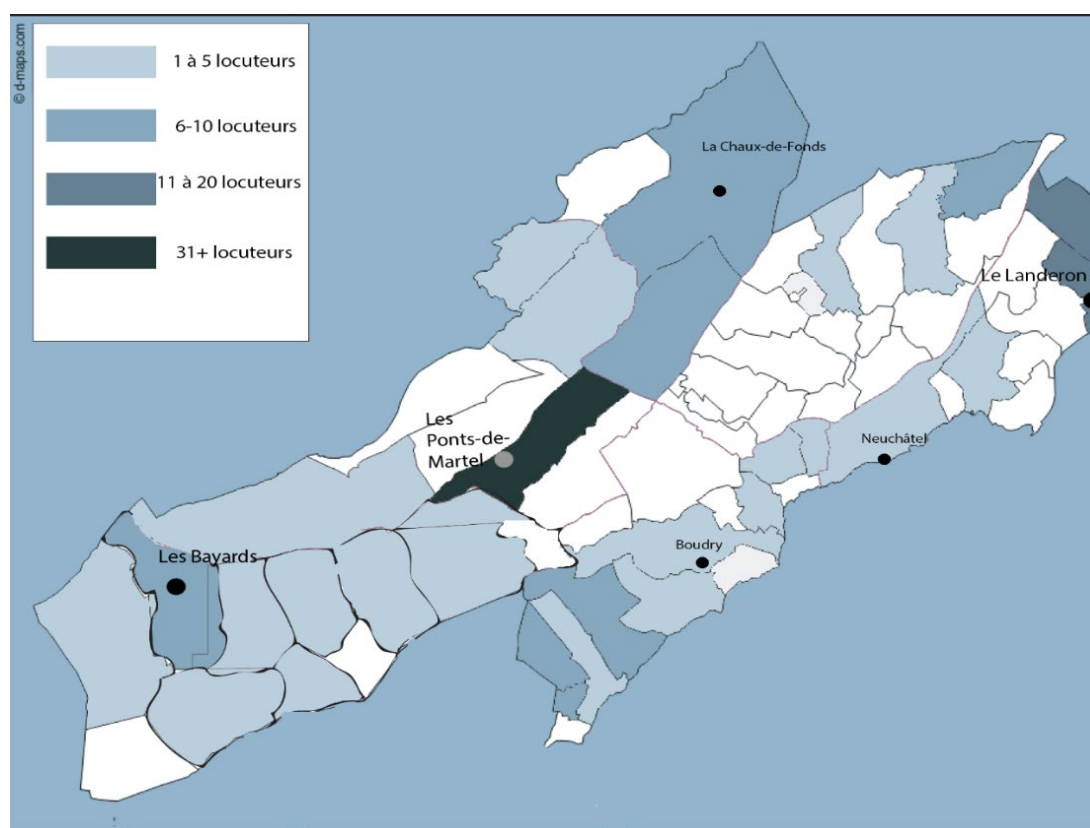 © d-maps.com
1 à 5 locuteurs
6-10 locuteurs
11 à 20 locuteurs
31+ locuteurs
La Chaux-de-Fonds
Le Landeron
Les
Ponts-de-
Martel
Neuchâtel
Les Bayards
Boudry